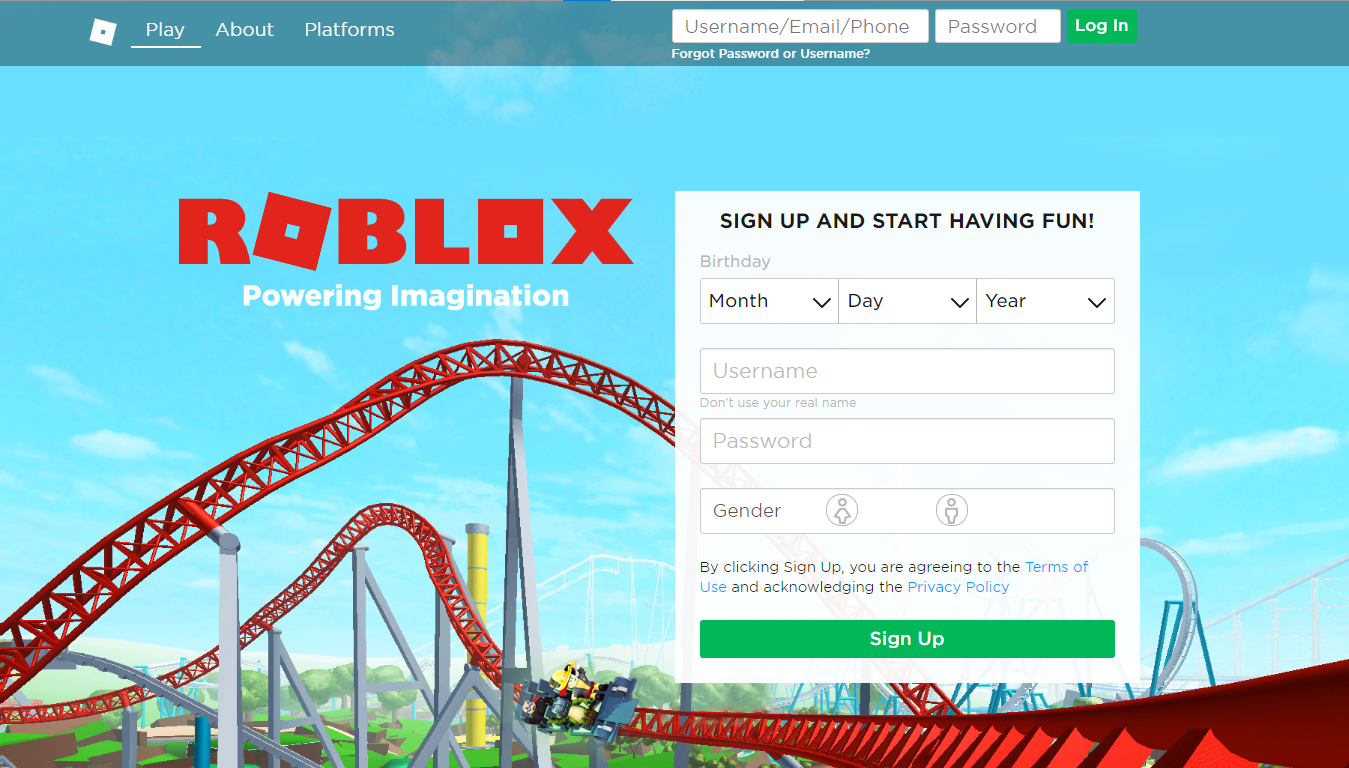 Play About Platforms Username/Email/Phone Password Log In
Forgot Password or Username?
ROBLOX
Powering Imagination
SIGN UP AND START HAVING FUN!
Birthday
Month Day Year
Username
Don't use your real name
Password
Gender
By clicking Sign Up, you are agreeing to the Terms of
Use and acknowledging the Privacy Policy
Sign Up